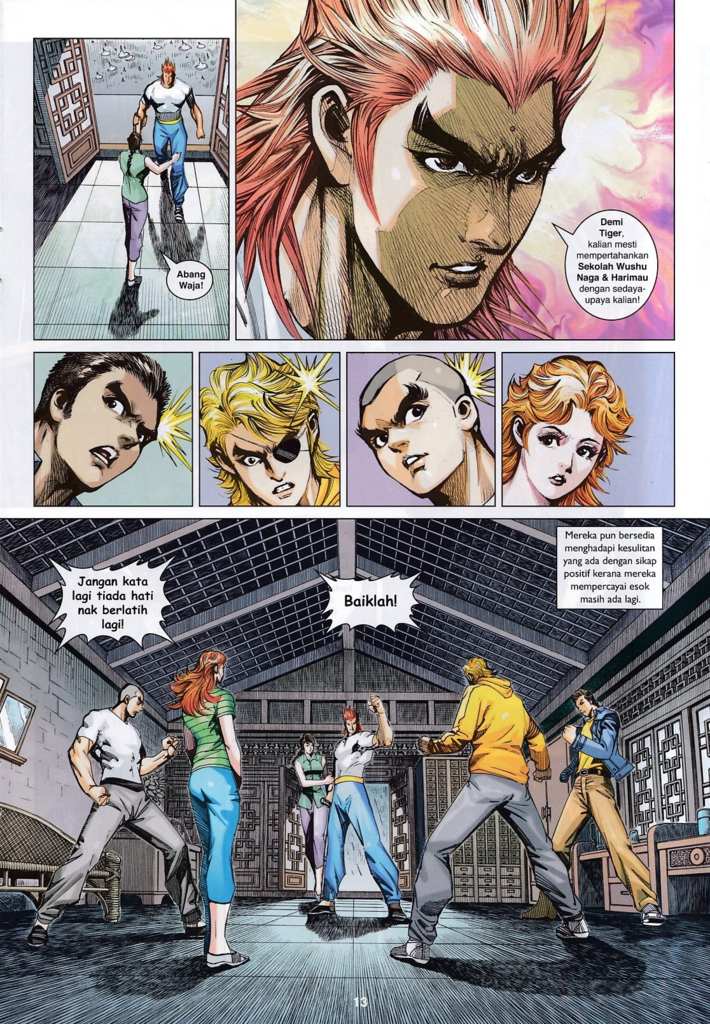 Abang
Waja!
Demi
Tiger,
kalian mesti
mempertahankan
Sekolah Wushu
Naga & Harimau
dengan sedaya-
upaya kalian!
Jangan kata
lagi tiada hati
nak berlatih
lagi!
Baiklah!
Mereka pun bersedia
menghadapi kesulitan
yang ada dengan sikap
positif kerana mereka
mempercayai esok
masih ada lagi.
13